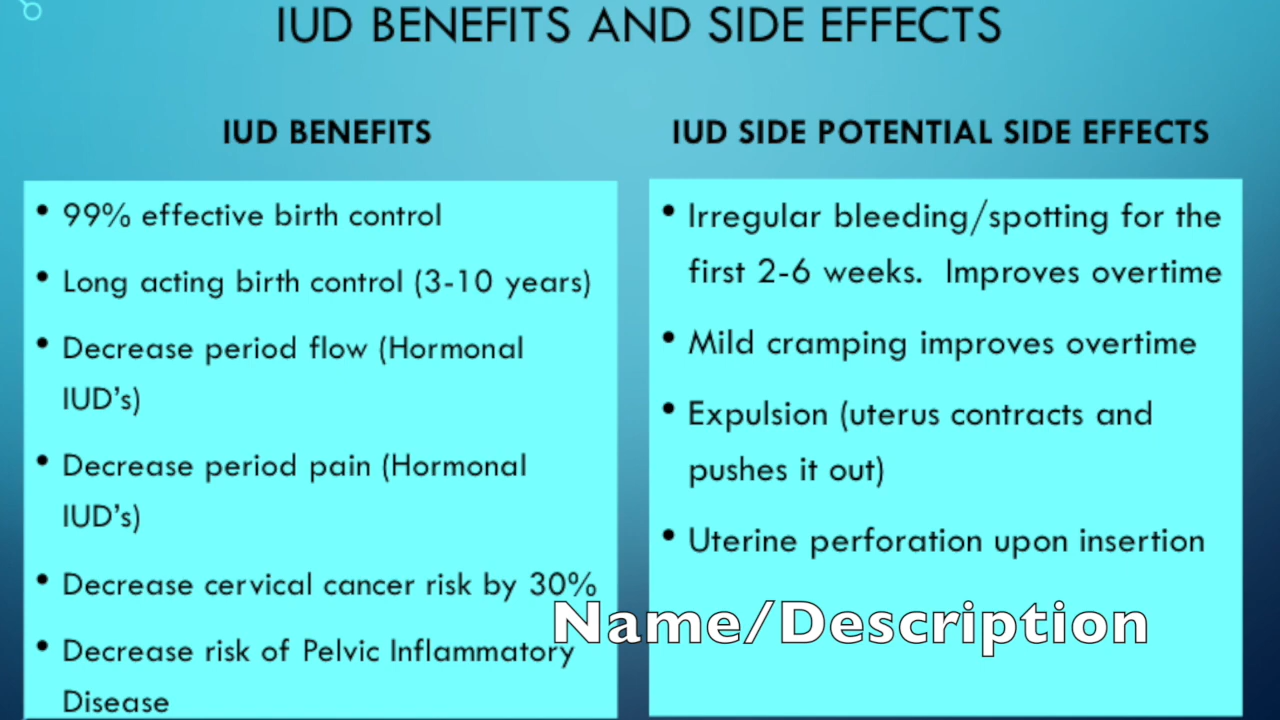 IUD BENEFITS AND SIDE EFFECTS
IUD BENEFITS
• 99% effective birth control
• Long acting birth control (3-10 years)
• Decrease period flow (Hormonal
IUD’s)
• Decrease period pain (Hormonal
IUD’s)
• Decrease cervical cancer risk by 30%
• Decrease risk of Pelvic Inflammatory
Disease
IUD SIDE POTENTIAL SIDE EFFECTS
• Irregular bleeding/spotting for the
first 2-6 weeks.  Improves overtime
• Mild cramping improves overtime
• Expulsion (uterus contracts and
pushes it out)
• Uterine perforation upon insertion
Name/Description